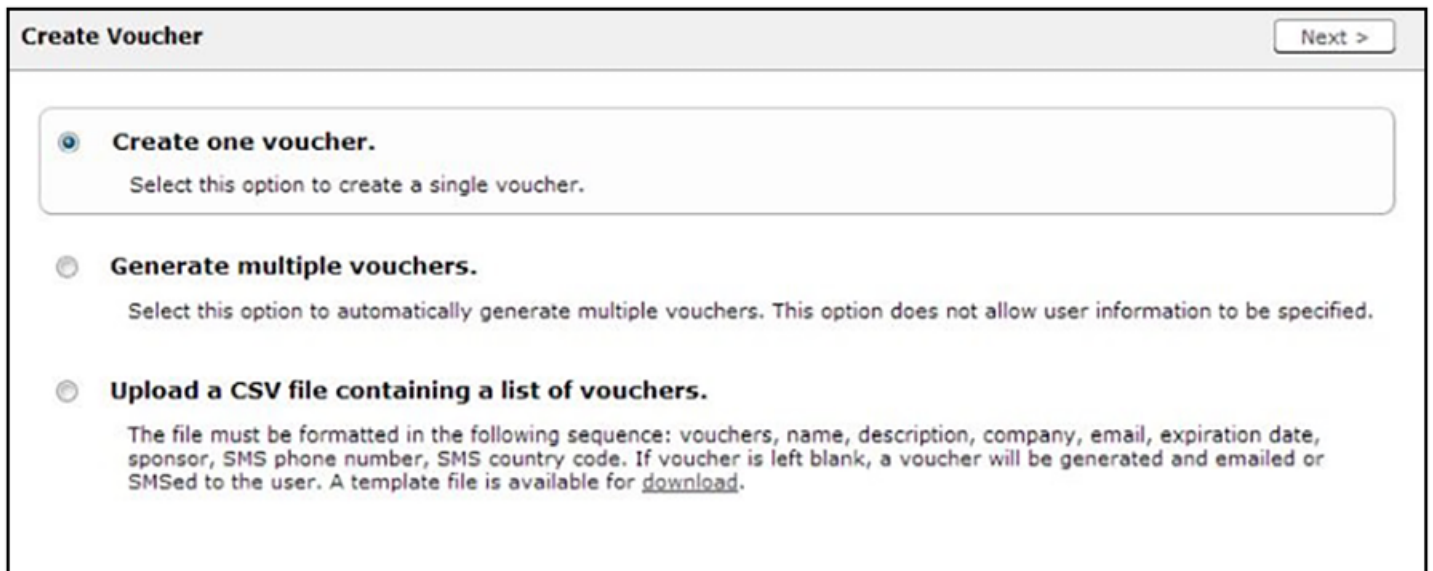 Create Voucher
Next >
Create one voucher.
Select this option to create a single voucher.
Generate multiple vouchers.
Select this option to automatically generate multiple vouchers. This option does not allow user information to be specified.
Upload a CSV file containing a list of vouchers.
The file must be formatted in the following sequence: vouchers, name, description, company, email, expiration date,
sponsor, SMS phone number, SMS country code. If voucher is left blank, a voucher will be generated and emailed or
SMSed to the user. A template file is available for download.